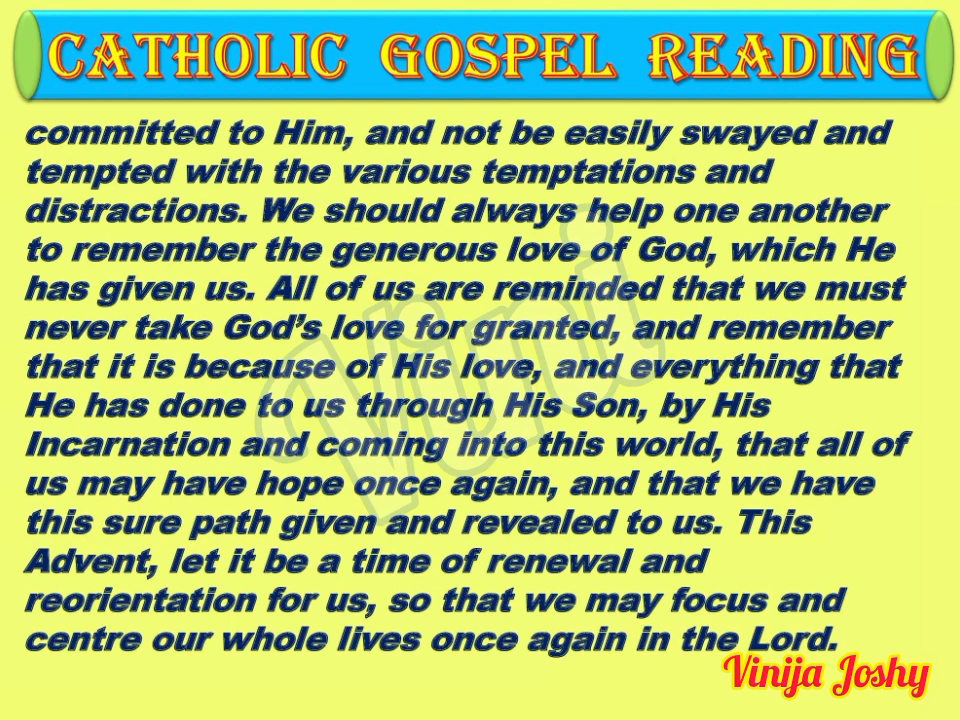 CATHOLIC GOSPEL READING
committed to Him, and not be easily swayed and
tempted with the various temptations and
distractions. We should always help one another
to remember the generous love of God, which He
has given us. All of us are reminded that we must
never take God's love for granted, and remember
that it is because of His love, and everything that
He has done to us through His Son, by His
Incarnation and coming into this world, that all of
us may have hope once again, and that we have
this sure path given and revealed to us. This
Advent, let it be a time of renewal and
reorientation for us, so that we may focus and
centre our whole lives once again in the Lord.
Vini
Vinija Joshy